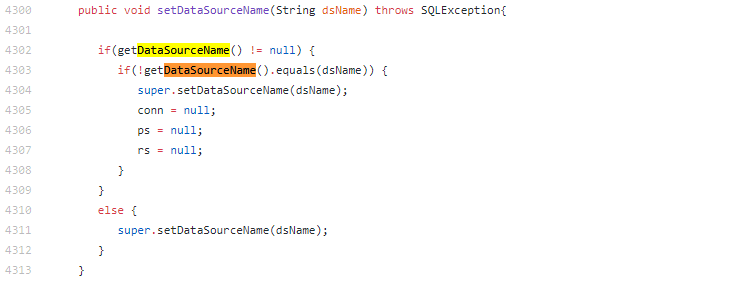 4300 public void setDataSourceName(String dsName) throws SQLException{
4301
4302 if(getDataSourceName() != null) {
4303 if(!getDataSourceName().equals(dsName)) {
4304 super.setDataSourceName(dsName);
4305 conn = null;
4306 ps = null;
4307 rs = null;
4308 }
4309 }
4310 else {
4311 super.setDataSourceName(dsName);
4312 }
4313 }